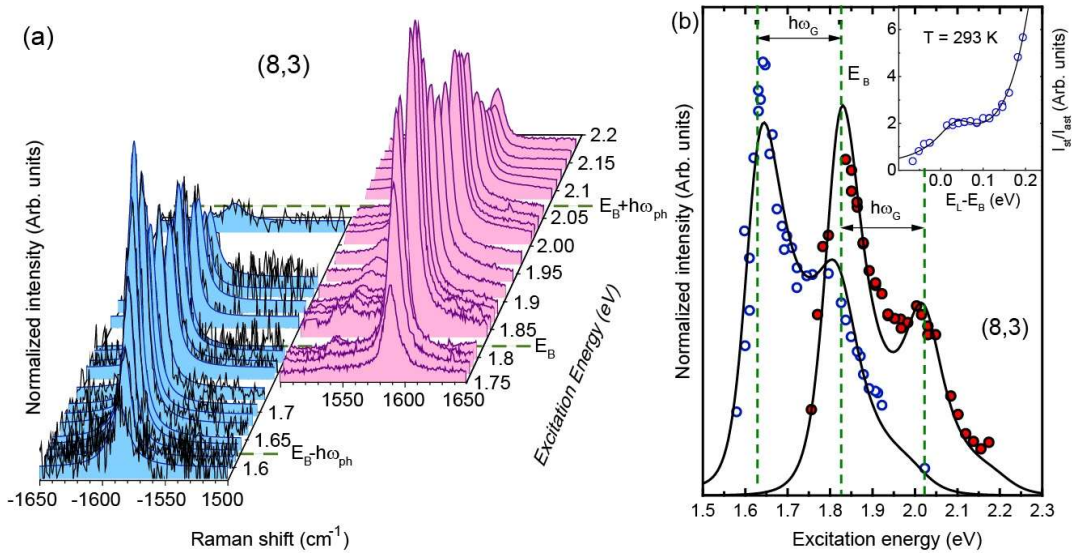 (a)
(8,3)
Normalized intensity (Arb. units)
2.2
2.15
2.1
2.05
E_B+hω_ph
2.00
1.95
1.9
1.85
E_B
1.8
1.75
Excitation Energy (eV)
1.7
1.65
E_B-hω_ph
1.6
1550 1600 1650
-1650 -1600 -1550 -1500
Raman shift (cm⁻¹)
(b)
hω_G
E_B
T = 293 K
6
4
2
0
0.0 0.1 0.2
E_L-E_B (eV)
I_st/I_ast (Arb. units)
hω_G
(8,3)
Normalized intensity (Arb. units)
1.5 1.6 1.7 1.8 1.9 2.0 2.1 2.2 2.3
Excitation energy (eV)